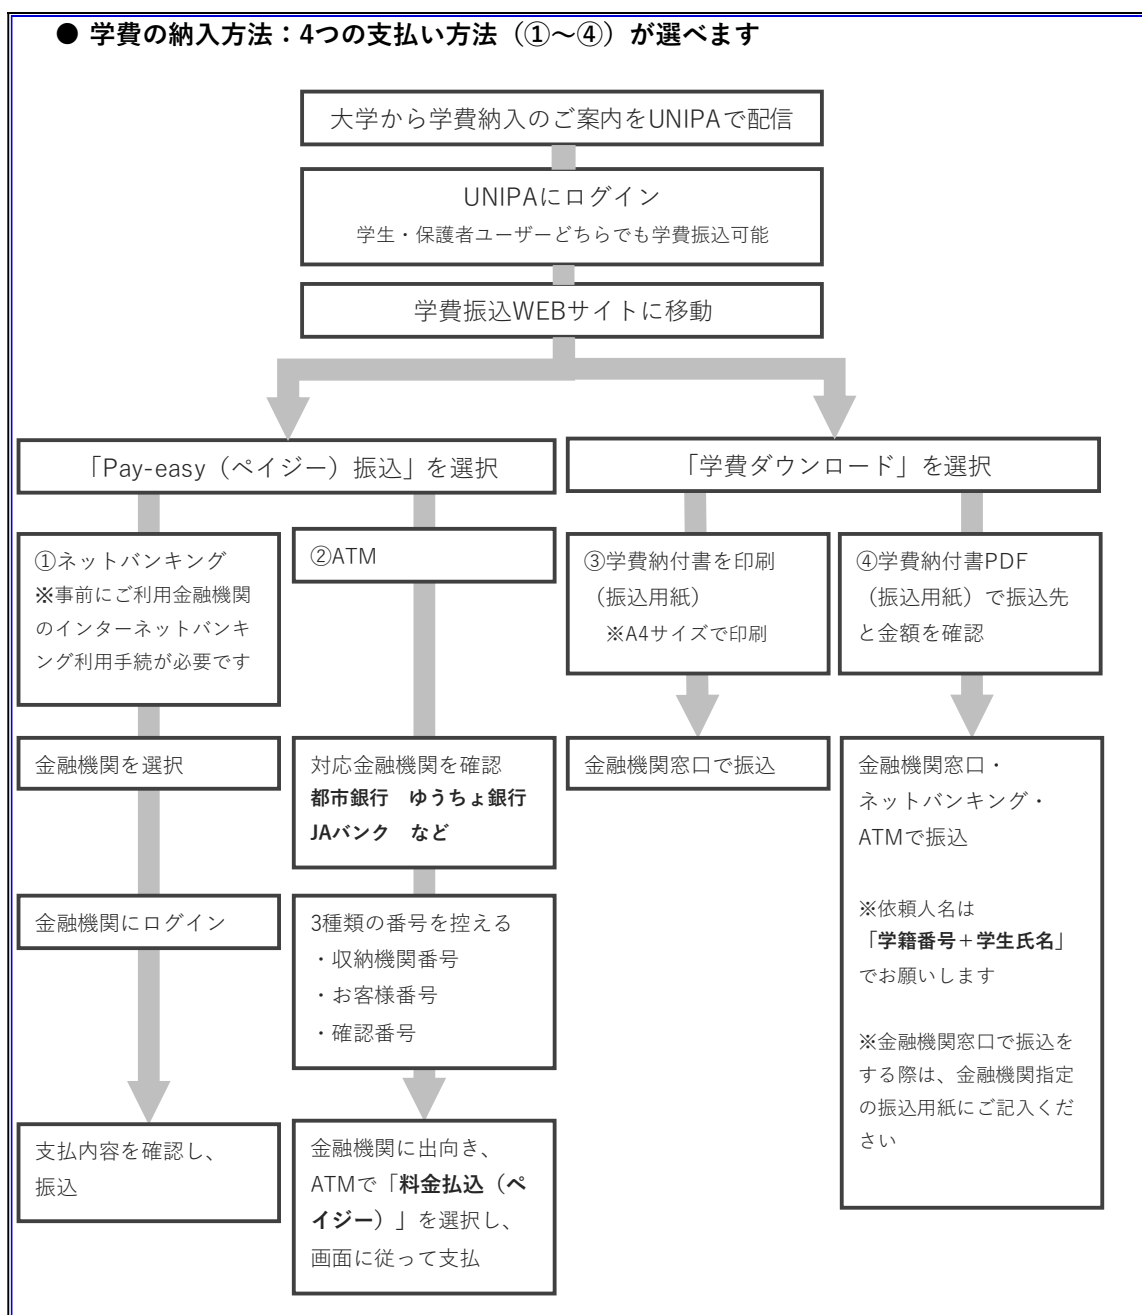 ● 学費の納入方法：4つの支払い方法（①～④）が選べます
大学から学費納入のご案内をUNIPAで配信
UNIPAにログイン
学生・保護者ユーザーどちらでも学費振込可能
学費振込WEBサイトに移動
「Pay-easy（ペイジー）振込」を選択
①ネットバンキング
※事前にご利用金融機関
のインターネットバンキ
ング利用手続が必要です
金融機関を選択
金融機関にログイン
支払内容を確認し、
振込
②ATM
対応金融機関を確認
都市銀行　ゆうちょ銀行
JAバンク　など
3種類の番号を控える
・収納機関番号
・お客様番号
・確認番号
金融機関に出向き、
ATMで「料金払込（ペ
イジー）」を選択し、
画面に従って支払
「学費ダウンロード」を選択
③学費納付書を印刷
（振込用紙）
※A4サイズで印刷
金融機関窓口で振込
④学費納付書PDF
（振込用紙）で振込先
と金額を確認
金融機関窓口・
ネットバンキング・
ATMで振込
※依頼人名は
「学籍番号＋学生氏名」
でお願いします
※金融機関窓口で振込を
する際は、金融機関指定
の振込用紙にご記入くだ
さい